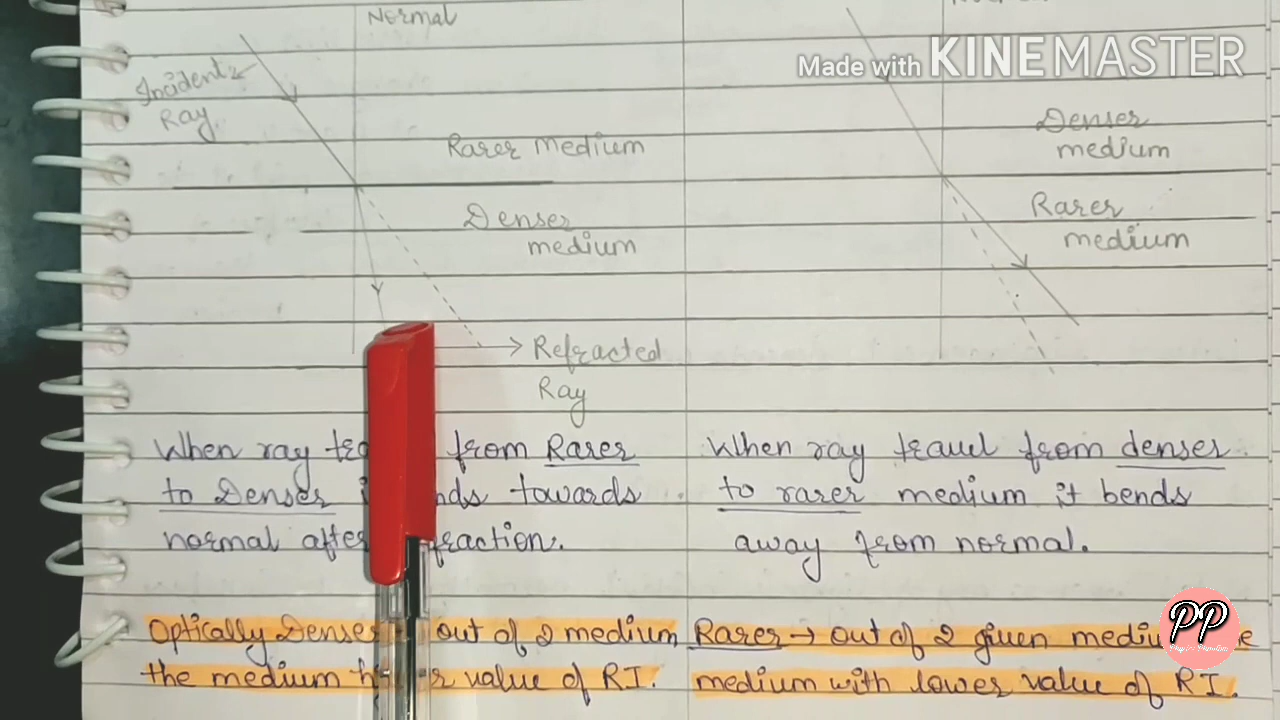 Normal
Made with KINEMASTER
Incident
Ray
Rarer medium
Denser
medium
Refracted
Ray
Denser
medium
Rarer
medium
When ray from Rarer
to Denser towards
normal after
When ray travel from denser
to rarer medium it bends
away from normal.
Optically Denser out of 2 medium
the medium value of RI.
Rarer → out of 2 given
medium with lower value of RI.
PP